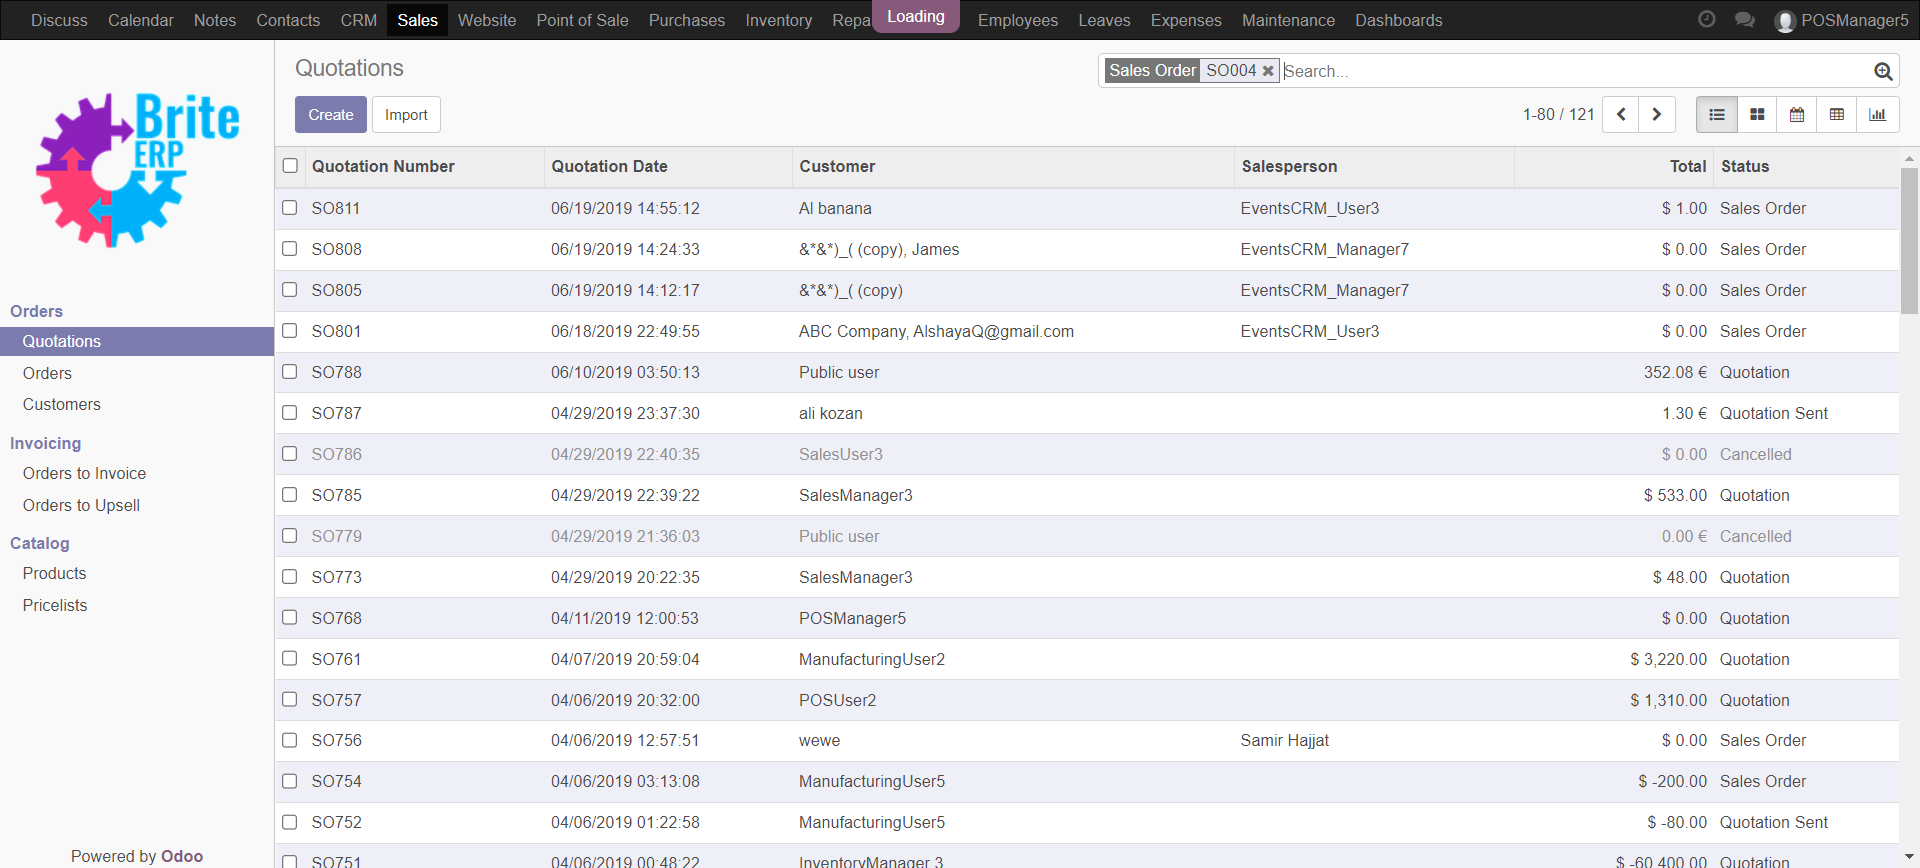 Discuss Calendar Notes Contacts CRM Sales Website Point of Sale Purchases Inventory Repa Loading Employees Leaves Expenses Maintenance Dashboards POSManager5
Brite
ERP
Quotations
Sales Order SO004 Search...
Create Import
1-80 / 121
Orders
Quotations
Orders
Customers
Invoicing
Orders to Invoice
Orders to Upsell
Catalog
Products
Pricelists
Powered by Odoo
Quotation Number Quotation Date Customer Salesperson Total Status
SO811 06/19/2019 14:55:12 Al banana EventsCRM_User3 $ 1.00 Sales Order
SO808 06/19/2019 14:24:33 &*&*)_( (copy), James EventsCRM_Manager7 $ 0.00 Sales Order
SO805 06/19/2019 14:12:17 &*&*)_( (copy) EventsCRM_Manager7 $ 0.00 Sales Order
SO801 06/18/2019 22:49:55 ABC Company, AlshayaQ@gmail.com EventsCRM_User3 $ 0.00 Sales Order
SO788 06/10/2019 03:50:13 Public user 352.08 € Quotation
SO787 04/29/2019 23:37:30 ali kozan 1.30 € Quotation Sent
SO786 04/29/2019 22:40:35 SalesUser3 $ 0.00 Cancelled
SO785 04/29/2019 22:39:22 SalesManager3 $ 533.00 Quotation
SO779 04/29/2019 21:36:03 Public user 0.00 € Cancelled
SO773 04/29/2019 20:22:35 SalesManager3 $ 48.00 Quotation
SO768 04/11/2019 12:00:53 POSManager5 $ 0.00 Quotation
SO761 04/07/2019 20:59:04 ManufacturingUser2 $ 3,220.00 Quotation
SO757 04/06/2019 20:32:00 POSUser2 $ 1,310.00 Quotation
SO756 04/06/2019 12:57:51 wewe Samir Hajjat $ 0.00 Sales Order
SO754 04/06/2019 03:13:08 ManufacturingUser5 $ -200.00 Sales Order
SO752 04/06/2019 01:22:58 ManufacturingUser5 $ -80.00 Quotation Sent
SO751 04/06/2019 00:48:22 InventoryManager 3 $ -60,400.00 Quotation